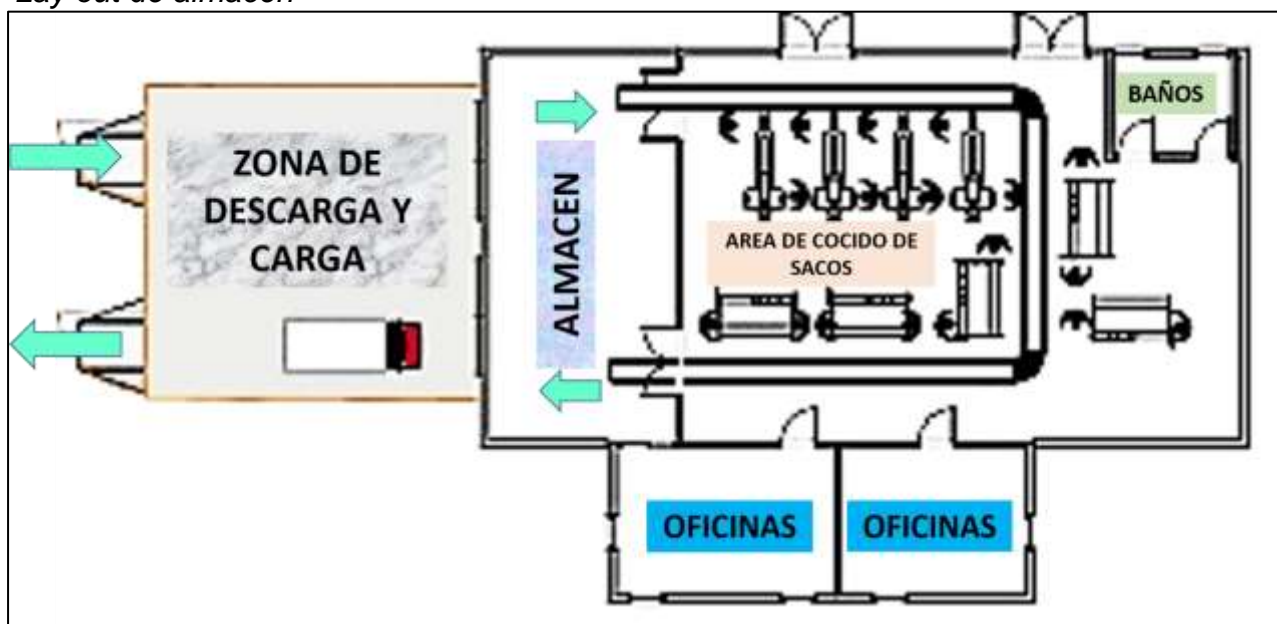 Lay-out de almacén
ZONA DE
DESCARGA Y
CARGA
ALMACEN
BAÑOS
AREA DE COCIDO DE
SACOS
OFICINAS
OFICINAS